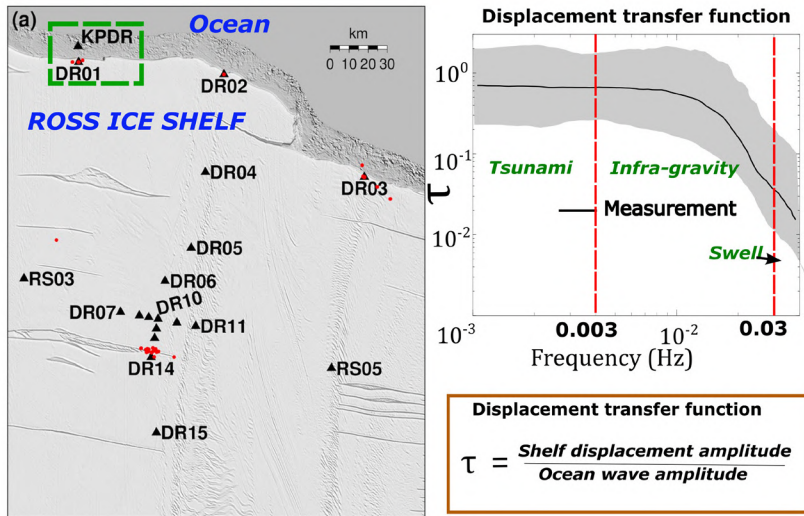 (a)
KPDR
Ocean
km
0 10 20 30
DR01
DR02
ROSS ICE SHELF
DR03
DR04
DR05
RS03
DR06
DR07
DR10
DR11
DR14
RS05
DR15
Displacement transfer function
10^0
10^-1
10^-2
τ
Tsunami
Infra-gravity
Measurement
Swell
10^-3
0.003
10^-2
0.03
Frequency (Hz)
Displacement transfer function
τ = Shelf displacement amplitude
Ocean wave amplitude